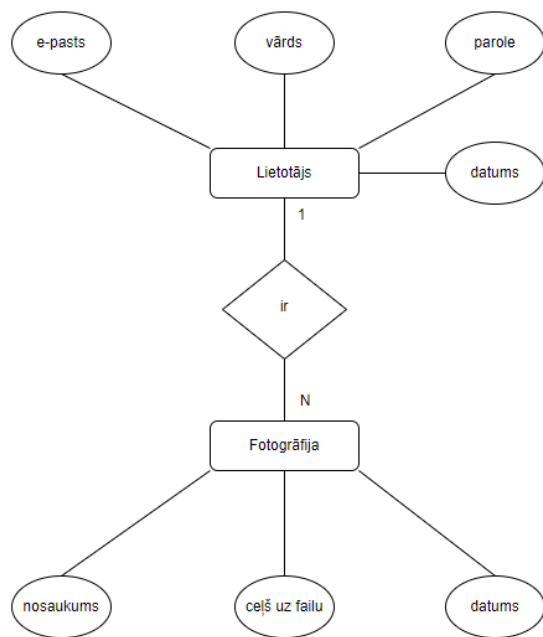 e-pasts
vārds
parole
Lietotājs
datums
1
ir
N
Fotogrāfija
nosaukums
ceļš uz failu
datums